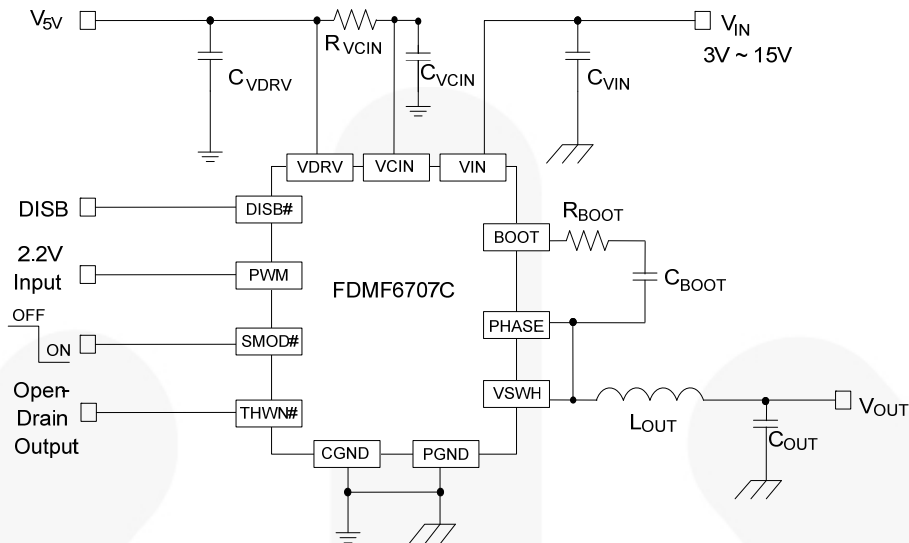 V5V
RVCIN
VIN
3V ~ 15V
CVDRV
CVCIN
CVIN
VDRV
VCIN
VIN
DISB
DISB#
RBOOT
BOOT
2.2V
Input
PWM
FDMF6707C
CBOOT
OFF
ON
SMOD#
PHASE
Open-
Drain
Output
THWN#
VSWH
LOUT
VOUT
COUT
CGND
PGND